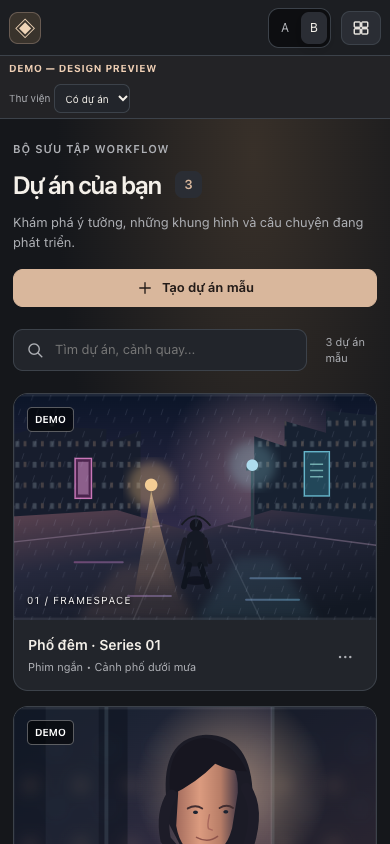 A B
DEMO — DESIGN PREVIEW
Thư viện Có dự án
BỘ SƯU TẬP WORKFLOW
Dự án của bạn 3
Khám phá ý tưởng, những khung hình và câu chuyện đang
phát triển.
Tạo dự án mẫu
Tìm dự án, cảnh quay...
3 dự án
mẫu
DEMO
01 / FRAMESPACE
Phố đêm · Series 01
Phim ngắn • Cảnh phố dưới mưa
DEMO